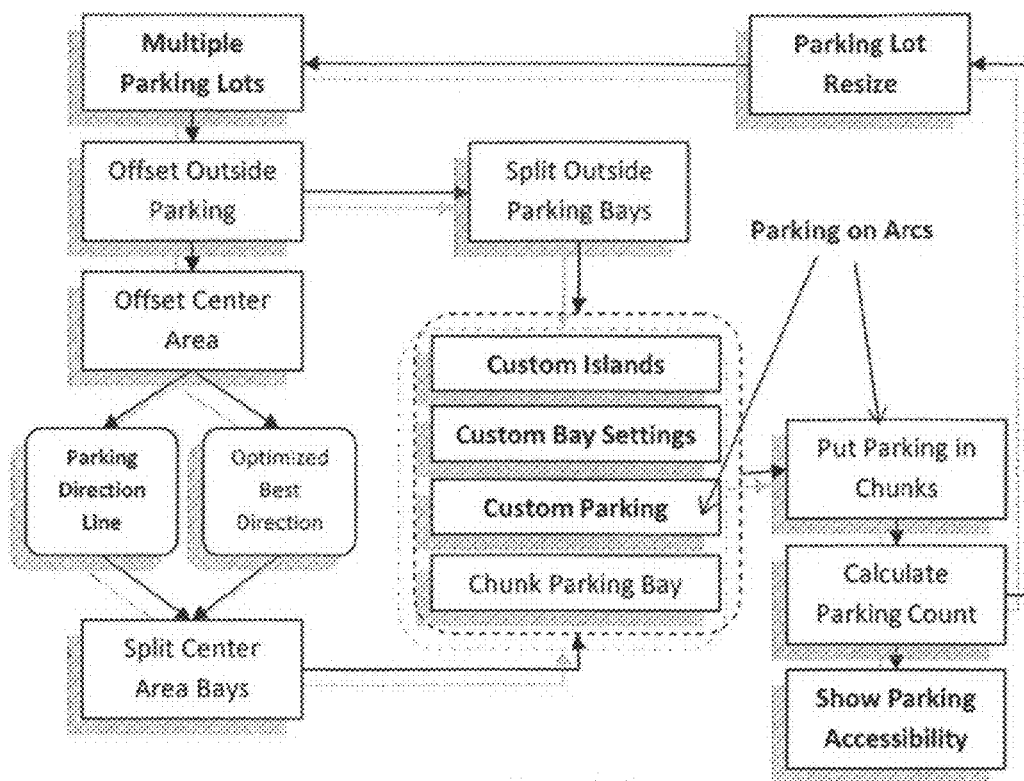 Multiple
Parking Lots
Parking Lot
Resize
Offset Outside
Parking
Split Outside
Parking Bays
Parking on Arcs
Offset Center
Area
Custom Islands
Custom Bay Settings
Custom Parking
Chunk Parking Bay
Parking
Direction
Line
Optimized
Best
Direction
Put Parking in
Chunks
Calculate
Parking Count
Split Center
Area Bays
Show Parking
Accessibility